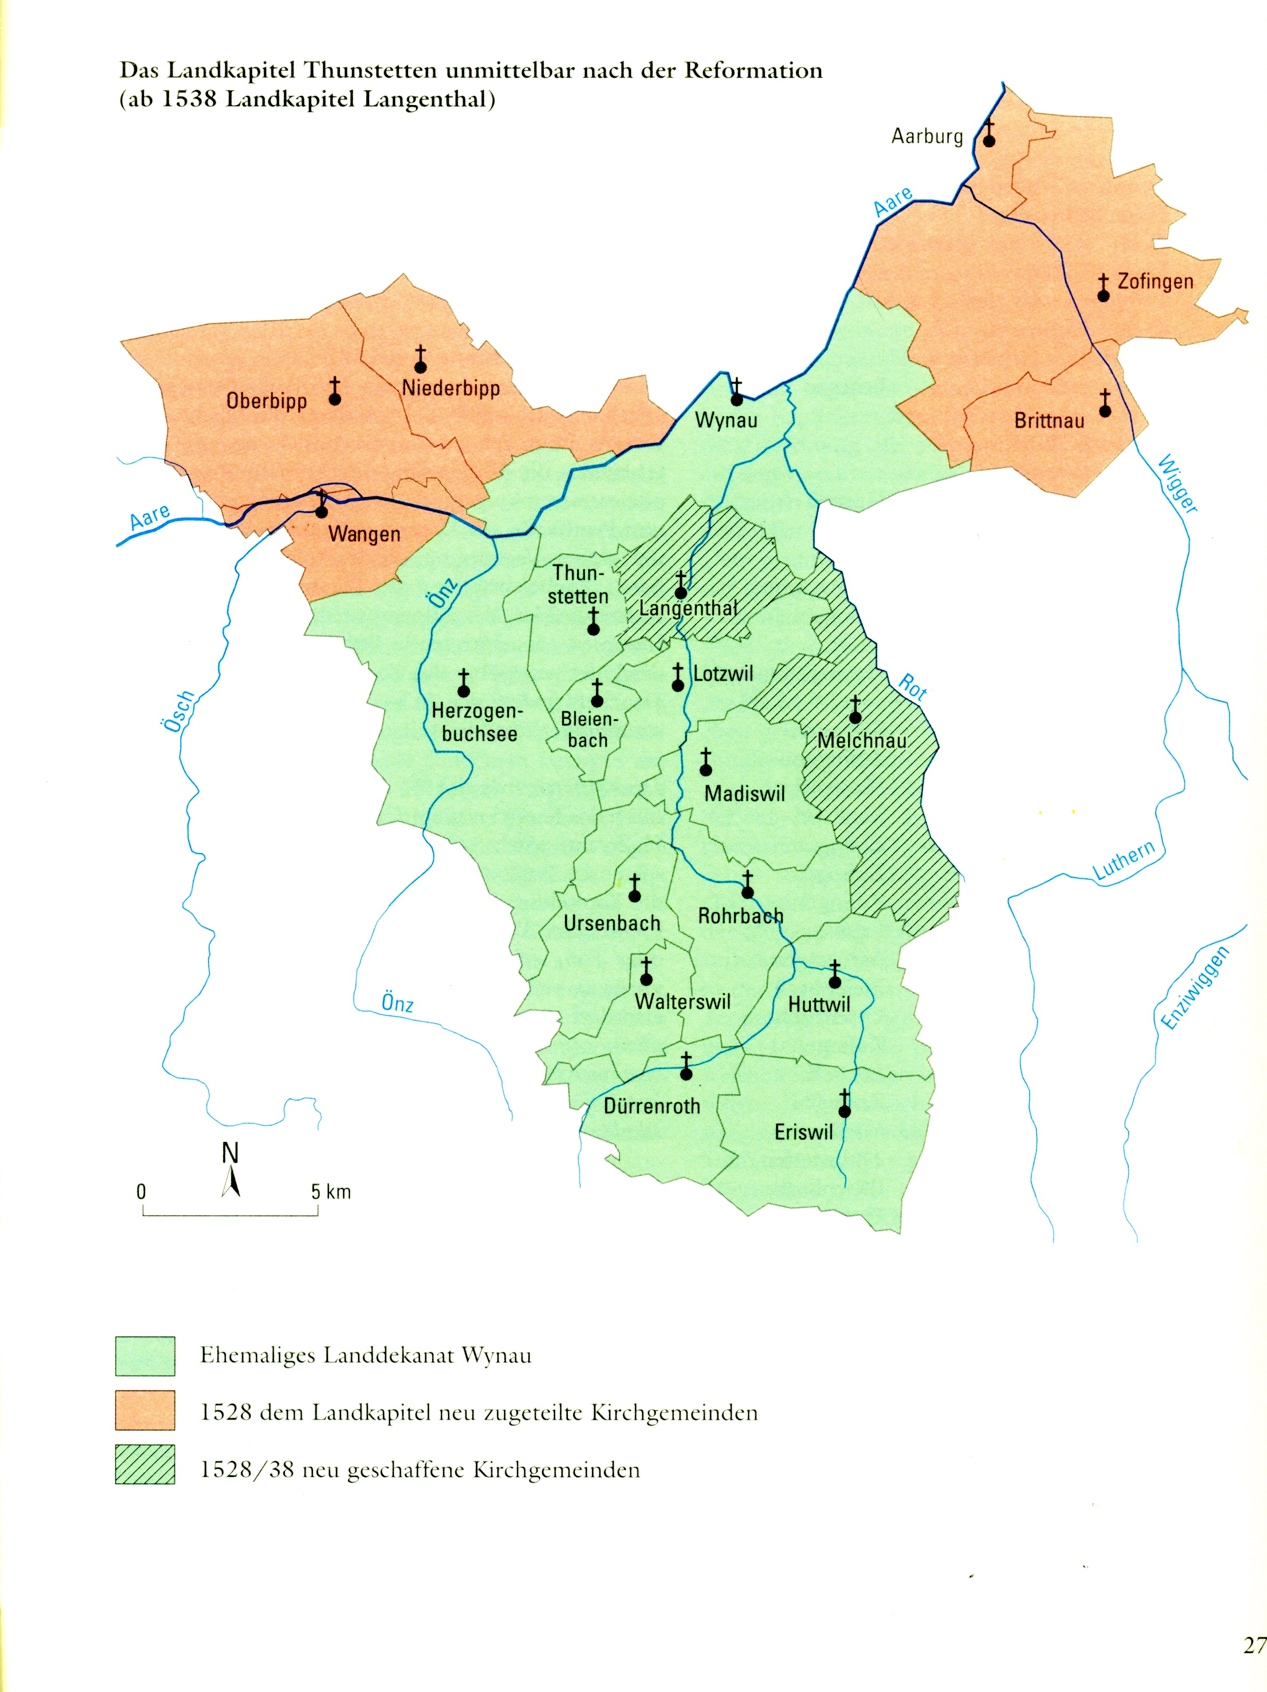 Das Landkapitel Thunstetten unmittelbar nach der Reformation
(ab 1538 Landkapitel Langenthal)
Aarburg
Aare
Zofingen
Niederbipp
Oberbipp
Wynau
Brittnau
Wigger
Aare
Wangen
Önz
Thun-
stetten
Langenthal
Lotzwil
Rot
Ösch
Herzogen-
buchsee
Bleien-
bach
Melchnau
Madiswil
Luthern
Ursenbach
Rohrbach
Enziwiggen
Walterswil
Huttwil
Önz
Dürrenroth
Eriswil
N
0 5 km
Ehemaliges Landdekanat Wynau
1528 dem Landkapitel neu zugeteilte Kirchgemeinden
1528/38 neu geschaffene Kirchgemeinden
27